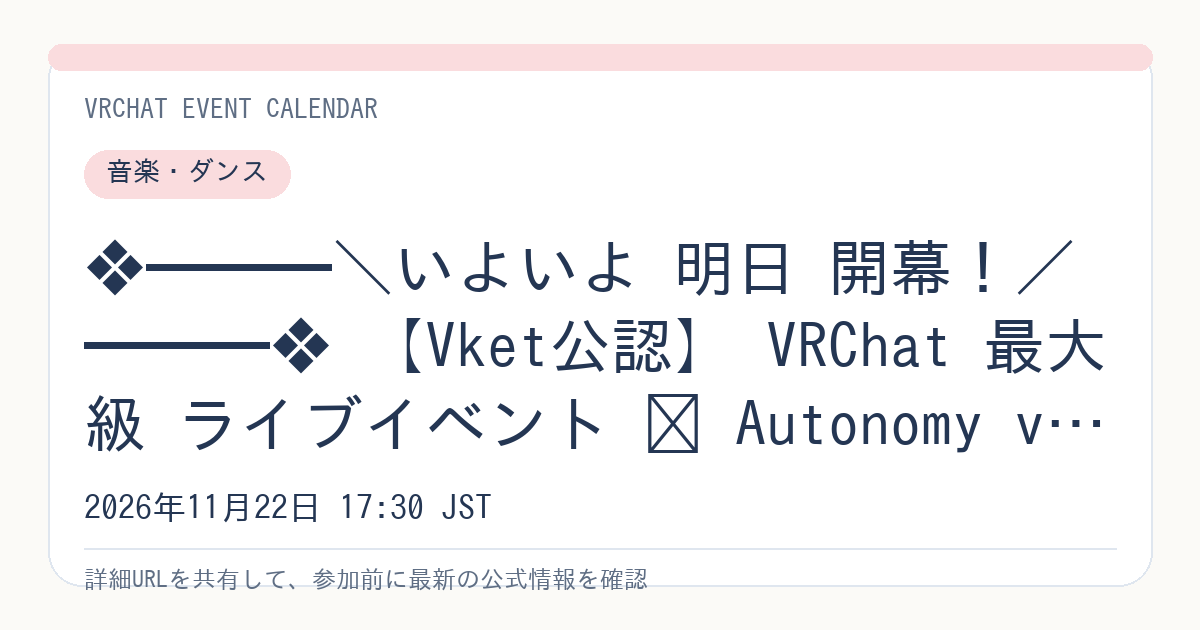 VRCHAT EVENT CALENDAR
音楽・ダンス
❖━━━＼いよいよ 明日 開幕！／
━━━❖ 【Vket公認】 VRChat 最大
級 ライブイベント Autonomy v…
2026年11月22日 17:30 JST
詳細URLを共有して、参加前に最新の公式情報を確認